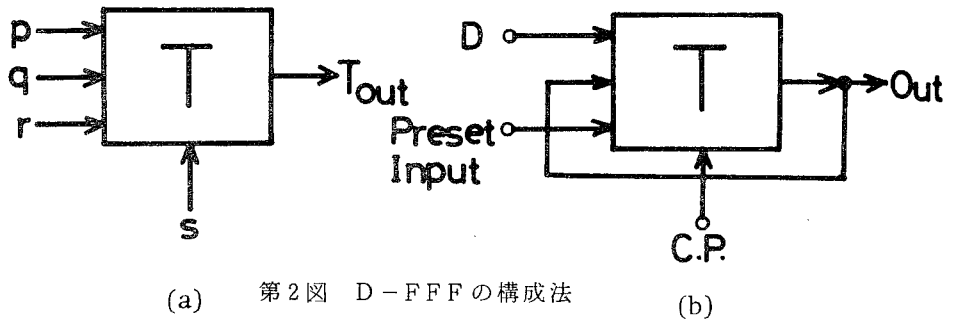 p
q
r
T
Tout
s
(a)
D
Preset
Input
T
Out
C.P.
(b)
第2図 D－FFFの構成法